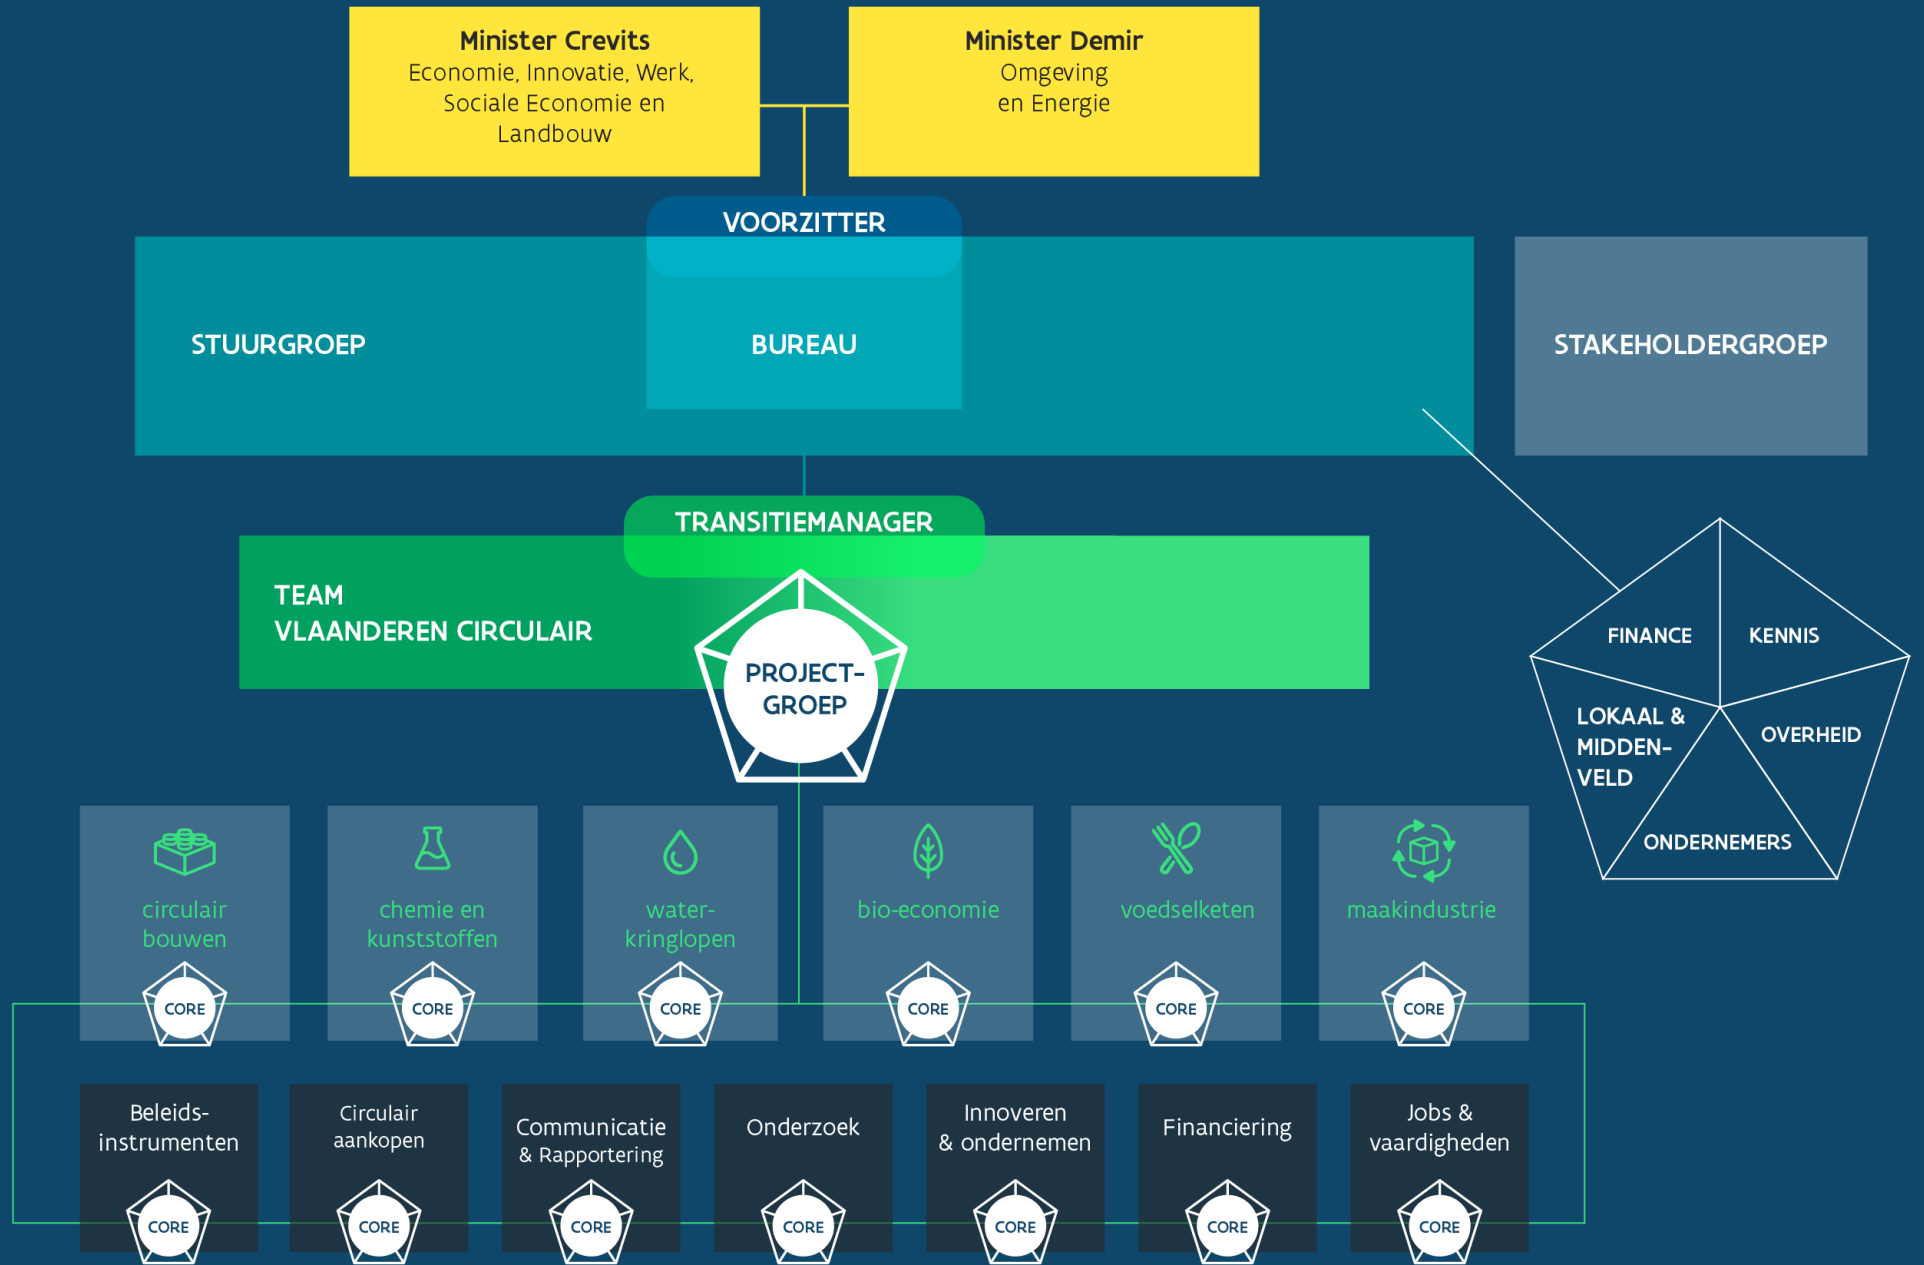 Minister Crevits
Economie, Innovatie, Werk,
Sociale Economie en
Landbouw
Minister Demir
Omgeving
en Energie
VOORZITTER
STUURGROEP
BUREAU
STAKEHOLDERGROEP
TRANSITIEMANAGER
TEAM
VLAANDEREN CIRCULAIR
PROJECT-
GROEP
FINANCE
KENNIS
LOKAAL &
MIDDEN-
VELD
OVERHEID
ONDERNEMERS
circulair
bouwen
CORE
chemie en
kunststoffen
CORE
water-
kringlopen
CORE
bio-economie
CORE
voedselketen
CORE
maakindustrie
CORE
Beleids-
instrumenten
CORE
Circulair
aankopen
CORE
Communicatie
& Rapportering
CORE
Onderzoek
CORE
Innoveren
& ondernemen
CORE
Financiering
CORE
Jobs &
vaardigheden
CORE